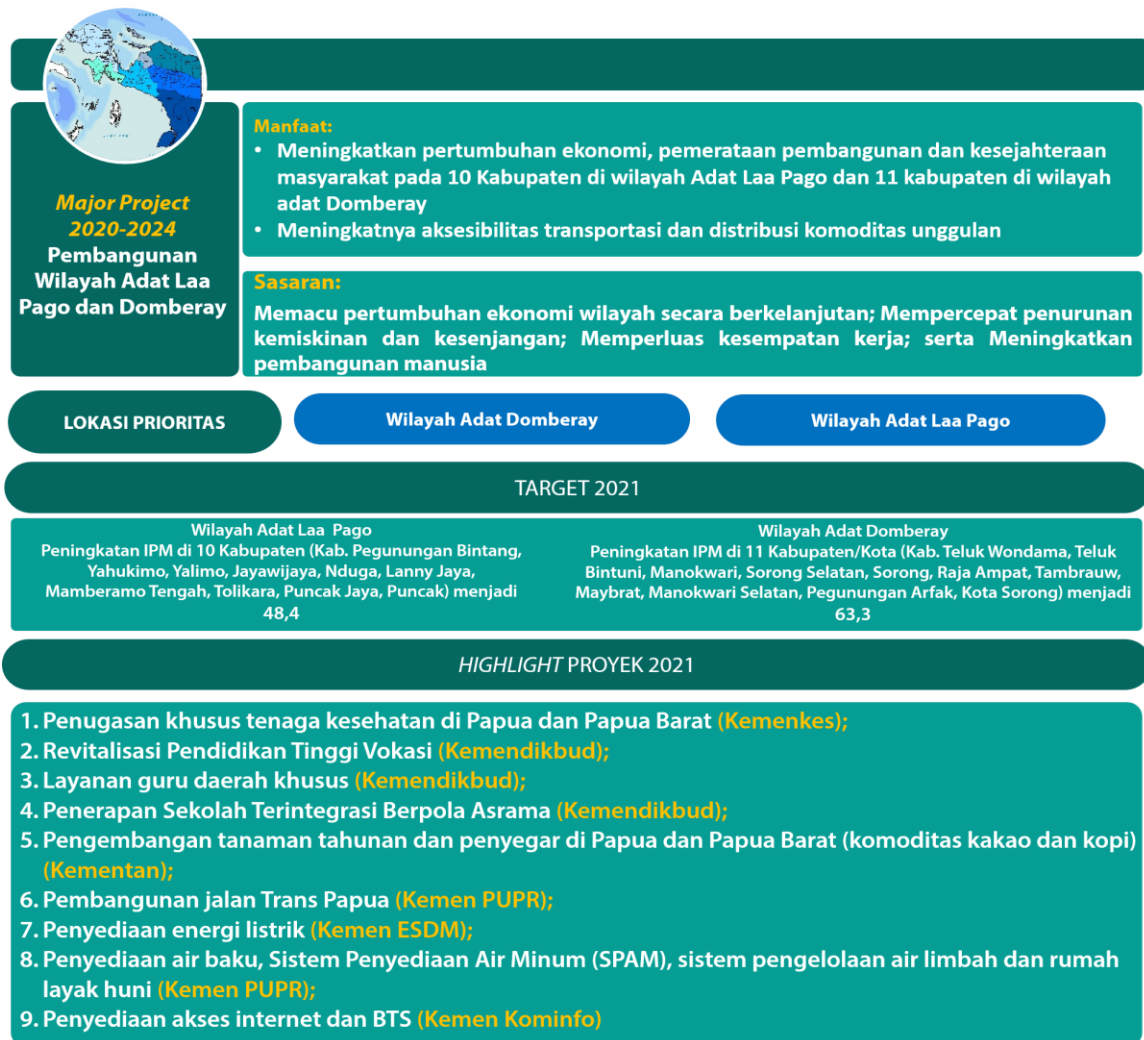 Major Project
2020-2024
Pembangunan
Wilayah Adat Laa
Pago dan Domberay
Manfaat:
• Meningkatkan pertumbuhan ekonomi, pemerataan pembangunan dan kesejahteraan
masyarakat pada 10 Kabupaten di wilayah Adat Laa Pago dan 11 kabupaten di wilayah
adat Domberay
• Meningkatnya aksesibilitas transportasi dan distribusi komoditas unggulan
Sasaran:
Memacu pertumbuhan ekonomi wilayah secara berkelanjutan; Mempercepat penurunan
kemiskinan dan kesenjangan; Memperluas kesempatan kerja; serta Meningkatkan
pembangunan manusia
LOKASI PRIORITAS
Wilayah Adat Domberay
Wilayah Adat Laa Pago
TARGET 2021
Wilayah Adat Laa Pago
Peningkatan IPM di 10 Kabupaten (Kab. Pegunungan Bintang,
Yahukimo, Yalimo, Jayawijaya, Nduga, Lanny Jaya,
Mamberamo Tengah, Tolikara, Puncak Jaya, Puncak) menjadi
48,4
Wilayah Adat Domberay
Peningkatan IPM di 11 Kabupaten/Kota (Kab. Teluk Wondama, Teluk
Bintuni, Manokwari, Sorong Selatan, Sorong, Raja Ampat, Tambrauw,
Maybrat, Manokwari Selatan, Pegunungan Arfak, Kota Sorong) menjadi
63,3
HIGHLIGHT PROYEK 2021
1. Penugasan khusus tenaga kesehatan di Papua dan Papua Barat (Kemenkes);
2. Revitalisasi Pendidikan Tinggi Vokasi (Kemendikbud);
3. Layanan guru daerah khusus (Kemendikbud);
4. Penerapan Sekolah Terintegrasi Berpola Asrama (Kemendikbud);
5. Pengembangan tanaman tahunan dan penyegar di Papua dan Papua Barat (komoditas kakao dan kopi)
(Kementan);
6. Pembangunan jalan Trans Papua (Kemen PUPR);
7. Penyediaan energi listrik (Kemen ESDM);
8. Penyediaan air baku, Sistem Penyediaan Air Minum (SPAM), sistem pengelolaan air limbah dan rumah
layak huni (Kemen PUPR);
9. Penyediaan akses internet dan BTS (Kemen Kominfo)